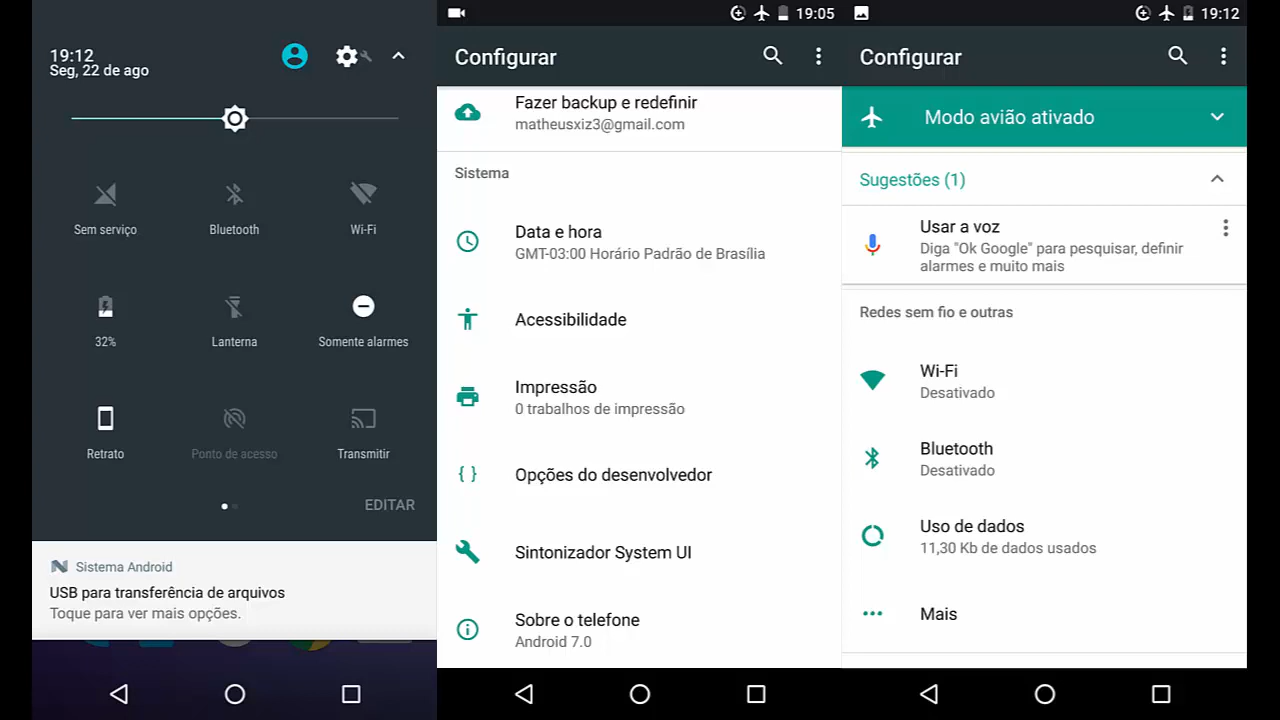 19:12
Seg, 22 de ago
Sem serviço
Bluetooth
Wi-Fi
32%
Lanterna
Somente alarmes
Retrato
Ponto de acesso
Transmitir
EDITAR
Sistema Android
USB para transferência de arquivos
Toque para ver mais opções.
19:05
Configurar
Fazer backup e redefinir
matheusxiz3@gmail.com
Sistema
Data e hora
GMT-03:00 Horário Padrão de Brasília
Acessibilidade
Impressão
0 trabalhos de impressão
Opções do desenvolvedor
Sintonizador System UI
Sobre o telefone
Android 7.0
19:12
Configurar
Modo avião ativado
Sugestões (1)
Usar a voz
Diga "Ok Google" para pesquisar, definir
alarmes e muito mais
Redes sem fio e outras
Wi-Fi
Desativado
Bluetooth
Desativado
Uso de dados
11,30 Kb de dados usados
Mais